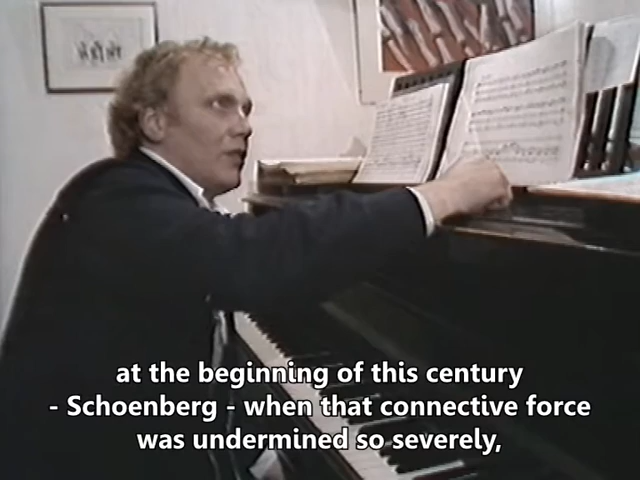 at the beginning of this century
- Schoenberg - when that connective force
was undermined so severely,